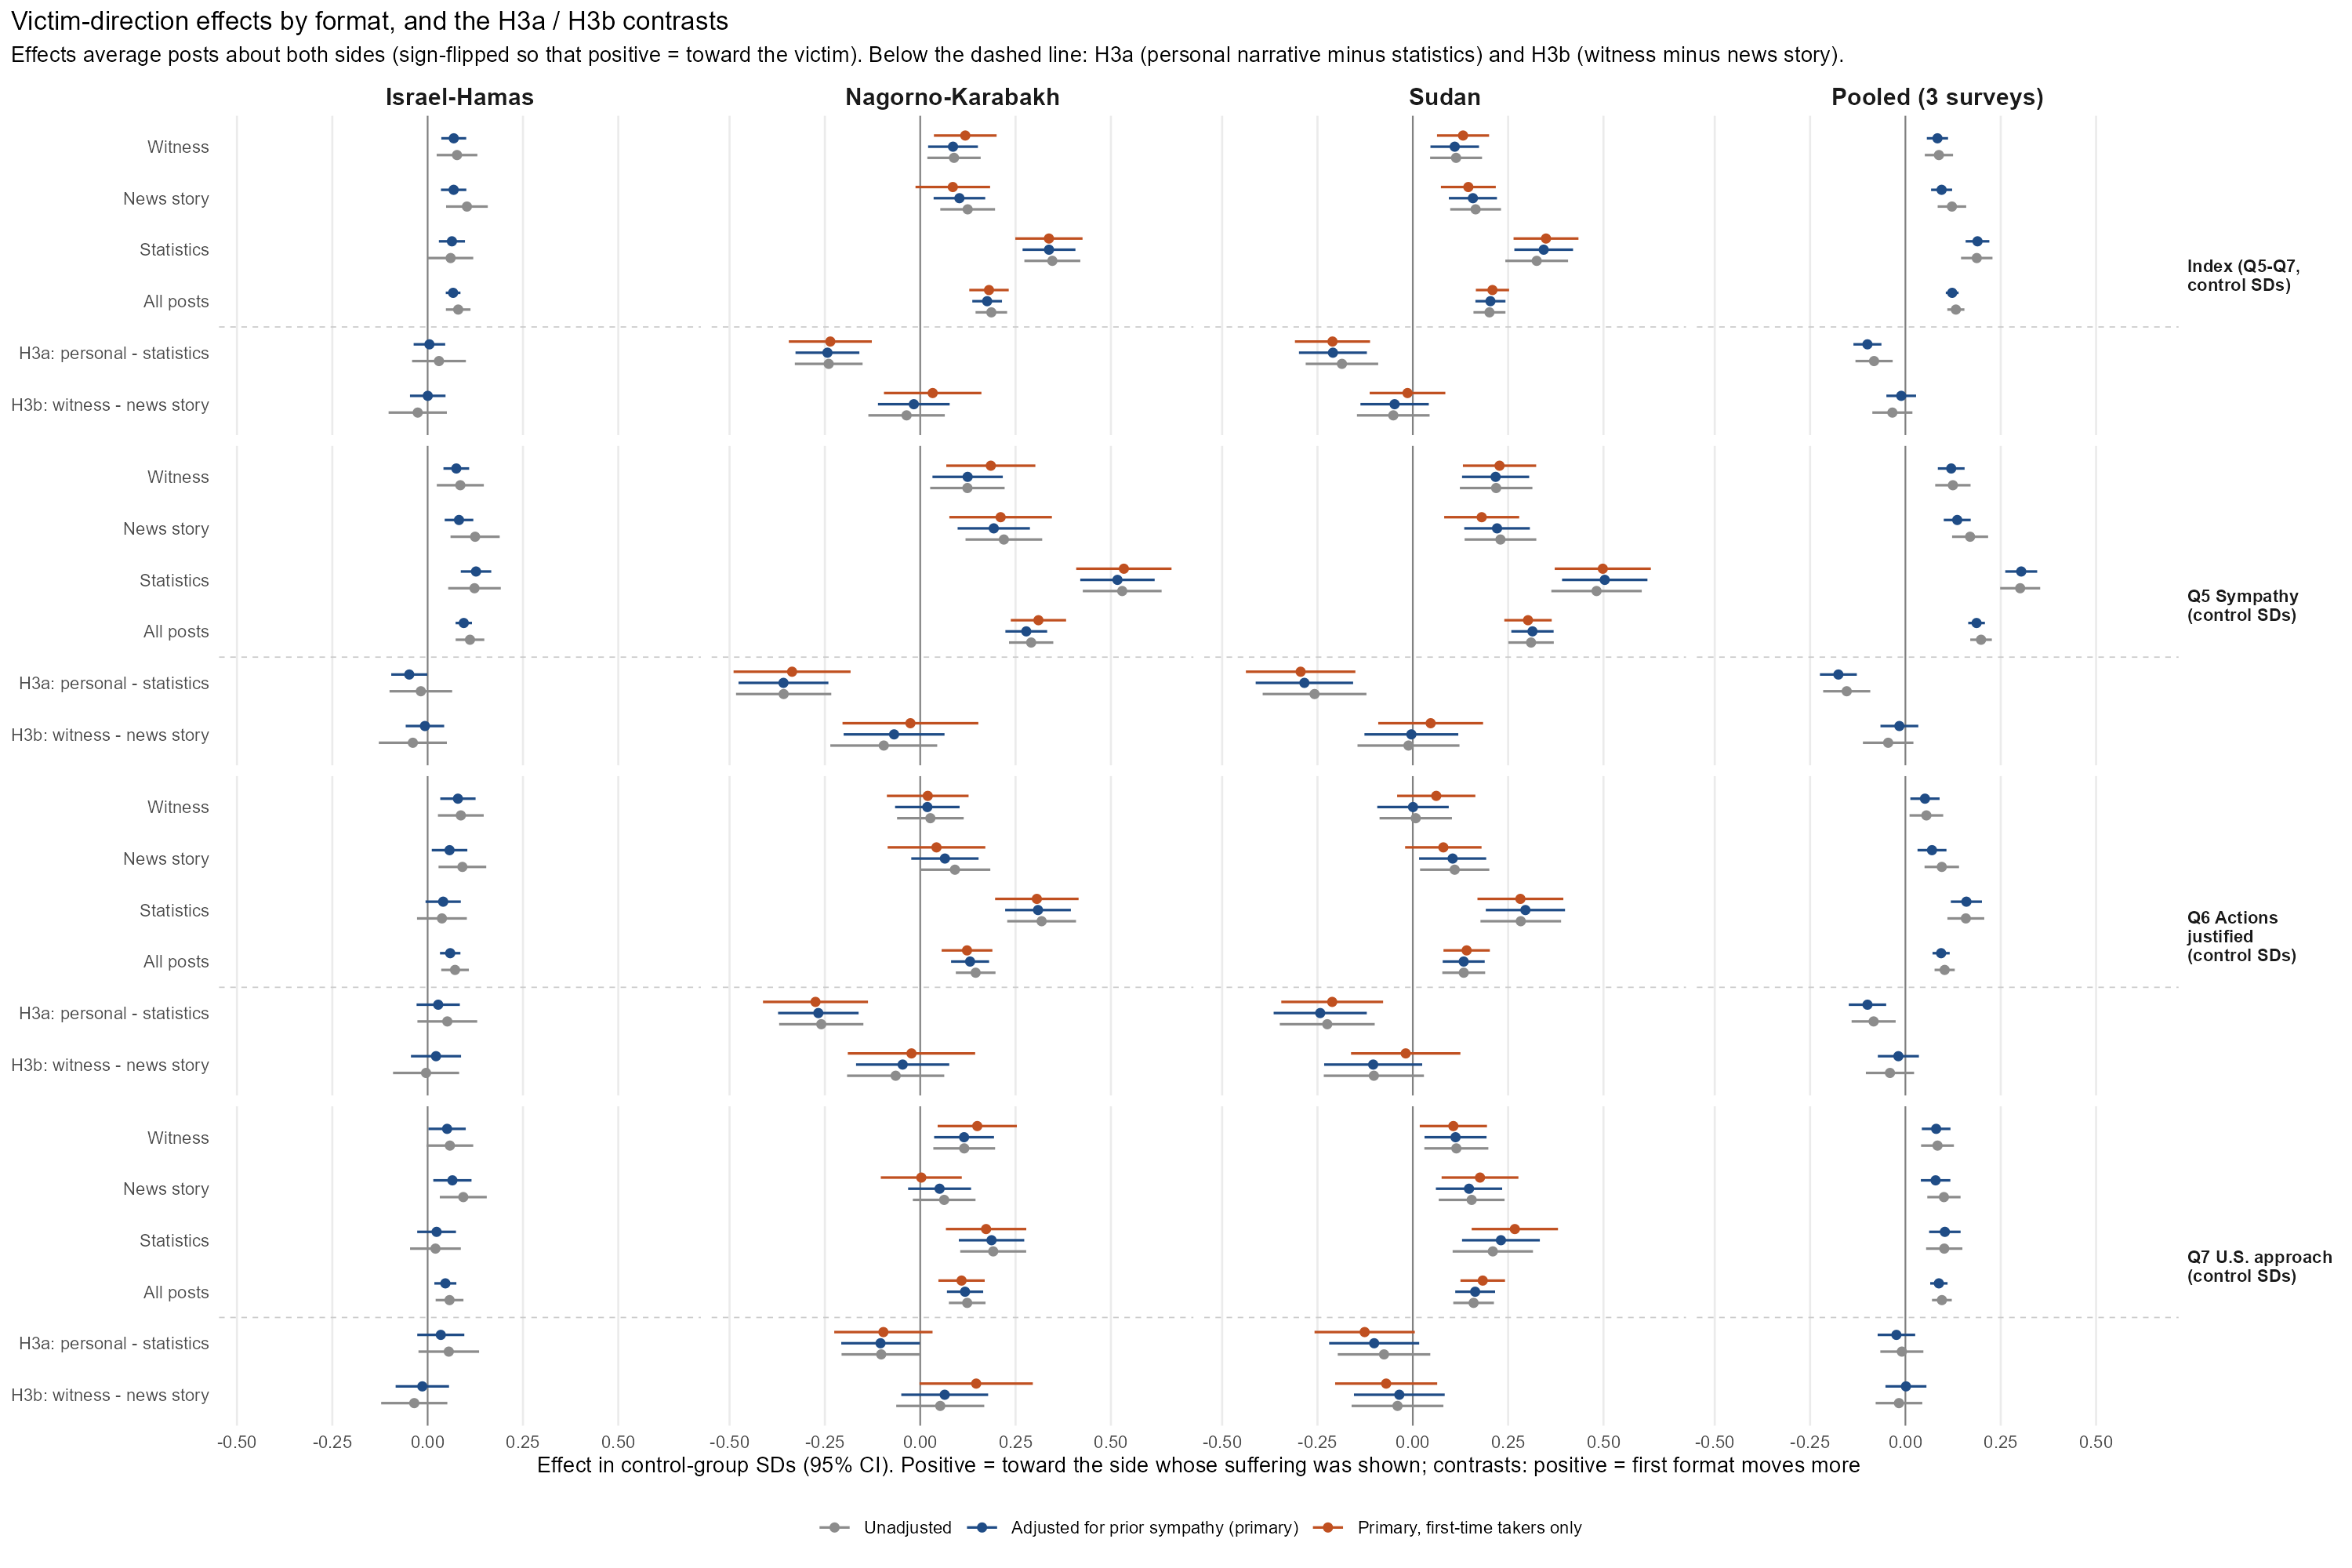 Victim-direction effects by format, and the H3a / H3b contrasts
Effects average posts about both sides (sign-flipped so that positive = toward the victim). Below the dashed line: H3a (personal narrative minus statistics) and H3b (witness minus news story).
Israel-Hamas
Nagorno-Karabakh
Sudan
Pooled (3 surveys)
Witness
News story
Statistics
All posts
H3a: personal - statistics
H3b: witness - news story
Index (Q5-Q7,
control SDs)
Witness
News story
Statistics
All posts
H3a: personal - statistics
H3b: witness - news story
Q5 Sympathy
(control SDs)
Witness
News story
Statistics
All posts
H3a: personal - statistics
H3b: witness - news story
Q6 Actions
justified
(control SDs)
Witness
News story
Statistics
All posts
H3a: personal - statistics
H3b: witness - news story
Q7 U.S. approach
(control SDs)
-0.50 -0.25 0.00 0.25 0.50 -0.50 -0.25 0.00 0.25 0.50 -0.50 -0.25 0.00 0.25 0.50 -0.50 -0.25 0.00 0.25 0.50
Effect in control-group SDs (95% CI). Positive = toward the side whose suffering was shown; contrasts: positive = first format moves more
Unadjusted Adjusted for prior sympathy (primary) Primary, first-time takers only